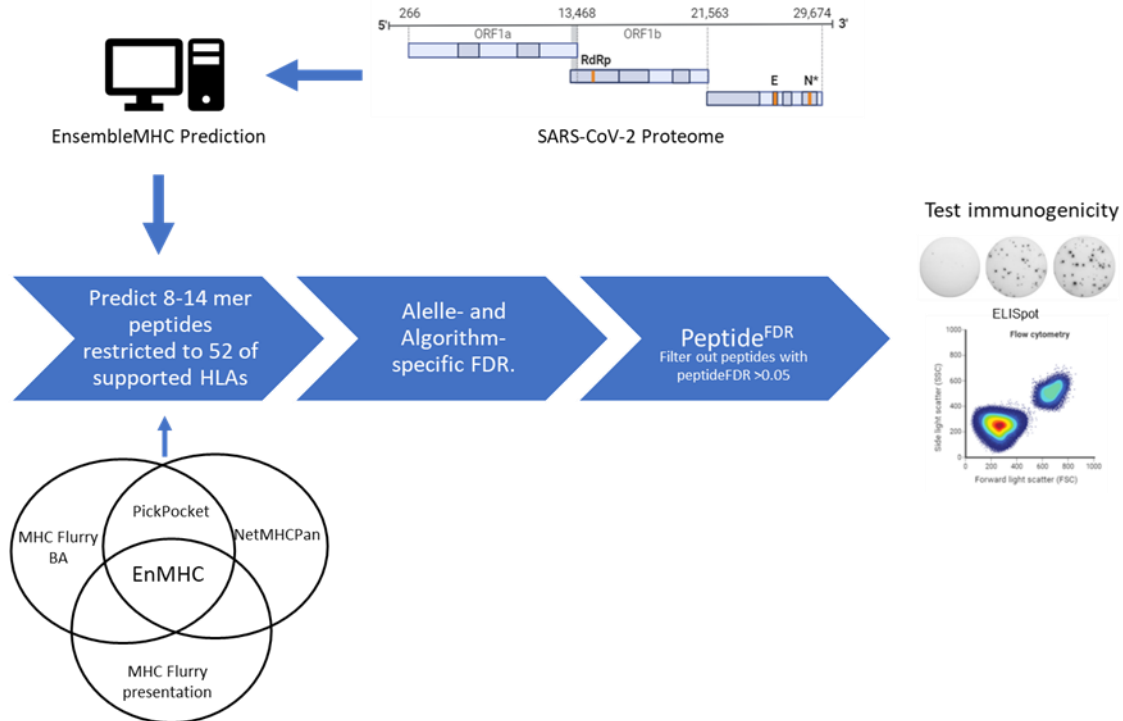 266
13,468
21,563
29,674
5'
3'
ORF1a
ORF1b
RdRp
E
N*
EnsembleMHC Prediction
SARS-CoV-2 Proteome
Test immunogenicity
Predict 8-14 mer
peptides
restricted to 52 of
supported HLAs
Alelle- and
Algorithm-
specific FDR.
PeptideFDR
Filter out peptides with
peptideFDR >0.05
ELISpot
Flow cytometry
1000
800
600
400
200
0
Side light scatter (SSC)
0
200
400
600
800
1000
Forward light scatter (FSC)
PickPocket
MHC Flurry
BA
NetMHCPan
EnMHC
MHC Flurry
presentation